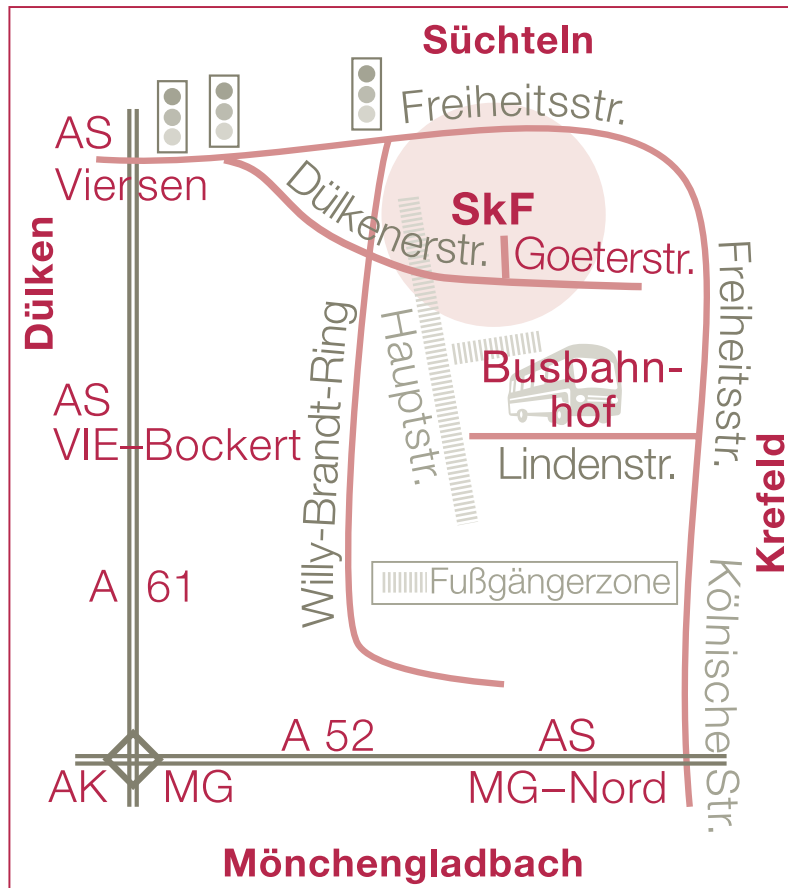 Süchteln
Freiheitsstr.
AS
Viersen
Dülkenerstr.
SkF
Goeterstr.
Dülken
Freiheitsstr.
Willy-Brandt-Ring
Hauptstr.
Busbahn-
hof
AS
VIE–Bockert
Lindenstr.
Krefeld
A 61
Fußgängerzone
Kölnische Str.
A 52
AS
MG–Nord
AK MG
Mönchengladbach